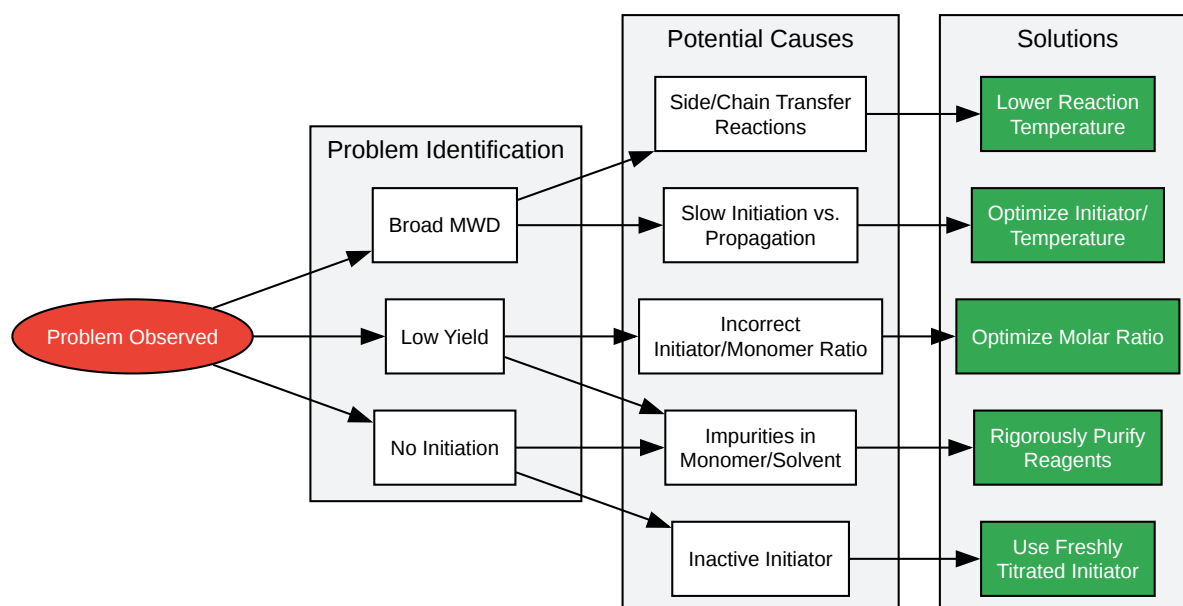 Problem Observed
Problem Identification
Broad MWD
Low Yield
No Initiation
Potential Causes
Side/Chain Transfer
Reactions
Slow Initiation vs.
Propagation
Incorrect
Initiator/Monomer Ratio
Impurities in
Monomer/Solvent
Inactive Initiator
Solutions
Lower Reaction
Temperature
Optimize Initiator/
Temperature
Optimize Molar Ratio
Rigorously Purify
Reagents
Use Freshly
Titrated Initiator